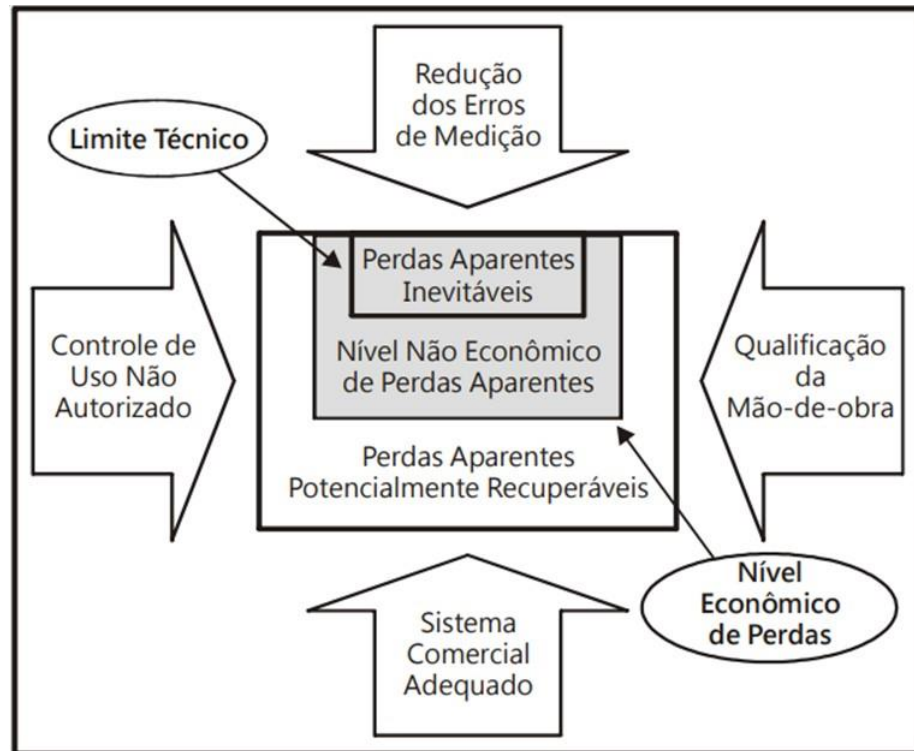 Redução
dos Erros
de Medição
Limite Técnico
Perdas Aparentes
Inevitáveis
Controle de
Uso Não
Autorizado
Nível Não Econômico
de Perdas Aparentes
Qualificação
da
Mão-de-obra
Perdas Aparentes
Potencialmente Recuperáveis
Sistema
Comercial
Adequado
Nível
Econômico
de Perdas